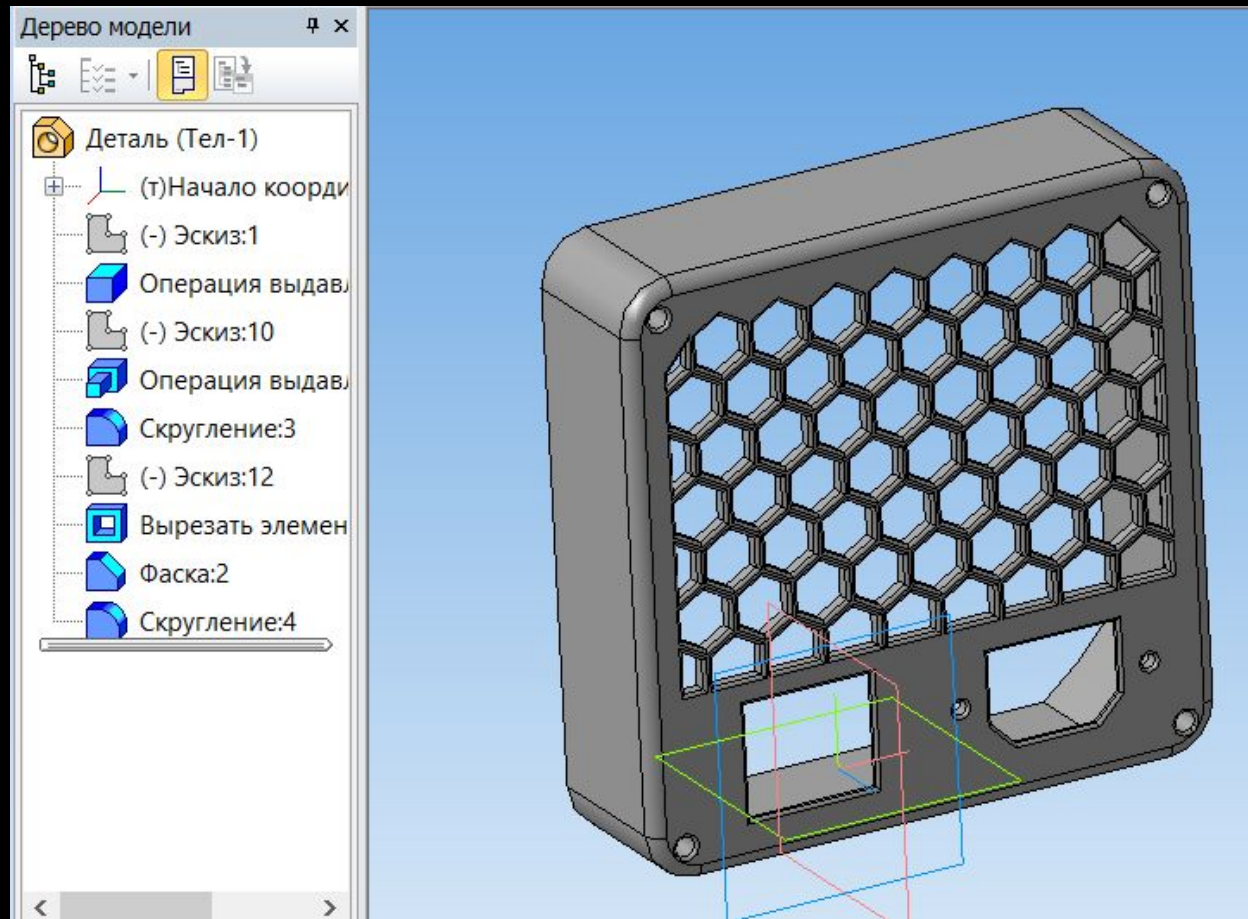 Дерево модели
Деталь (Тел-1)
(т)Начало коорди
(-) Эскиз:1
Операция выдавл
(-) Эскиз:10
Операция выдавл
Скругление:3
(-) Эскиз:12
Вырезать элемен
Фаска:2
Скругление:4